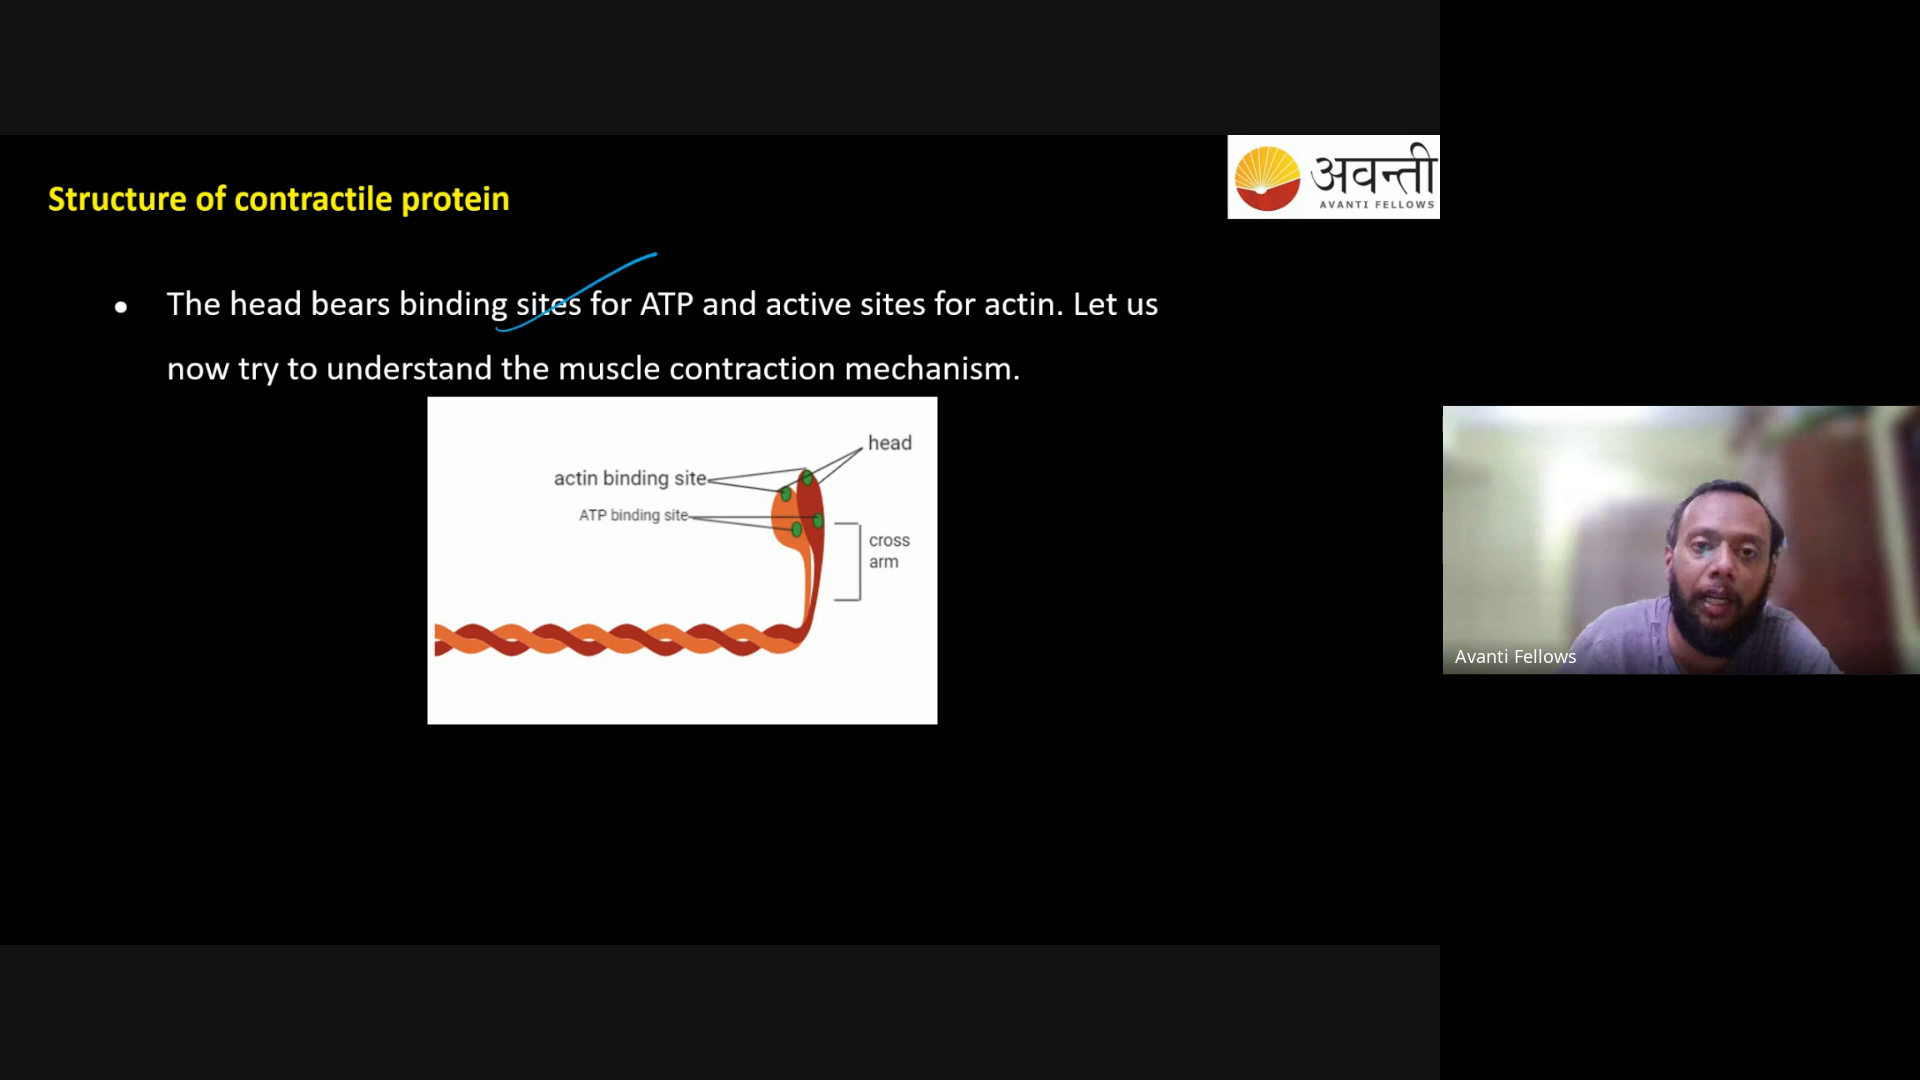 अवन्ती
AVANTI FELLOWS
Structure of contractile protein
● The head bears binding sites for ATP and active sites for actin. Let us
now try to understand the muscle contraction mechanism.
head
actin binding site
ATP binding site
cross
arm
Avanti Fellows